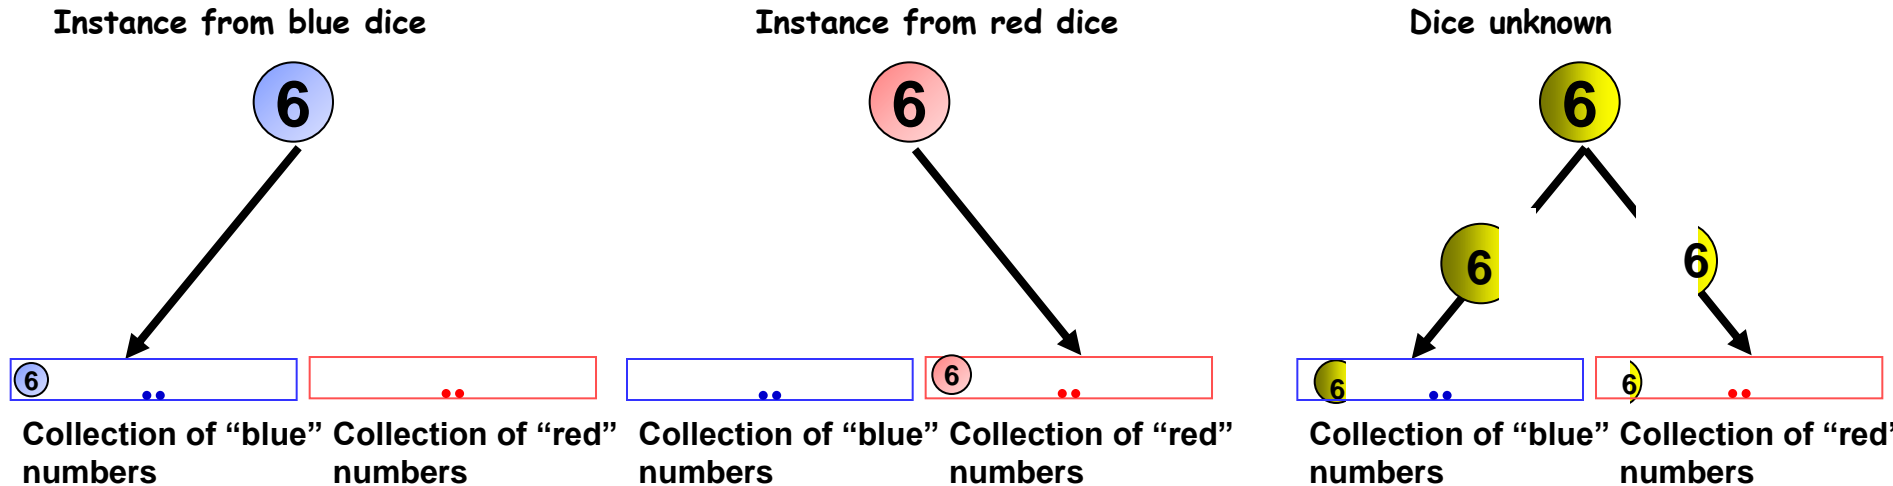 Instance from blue dice
6
6
..
Collection of “blue”
numbers
..
Collection of “red”
numbers
Instance from red dice
6
..
Collection of “blue”
numbers
6
..
Collection of “red”
numbers
Dice unknown
6
6
6
6
..
Collection of “blue”
numbers
6
..
Collection of “red”
numbers